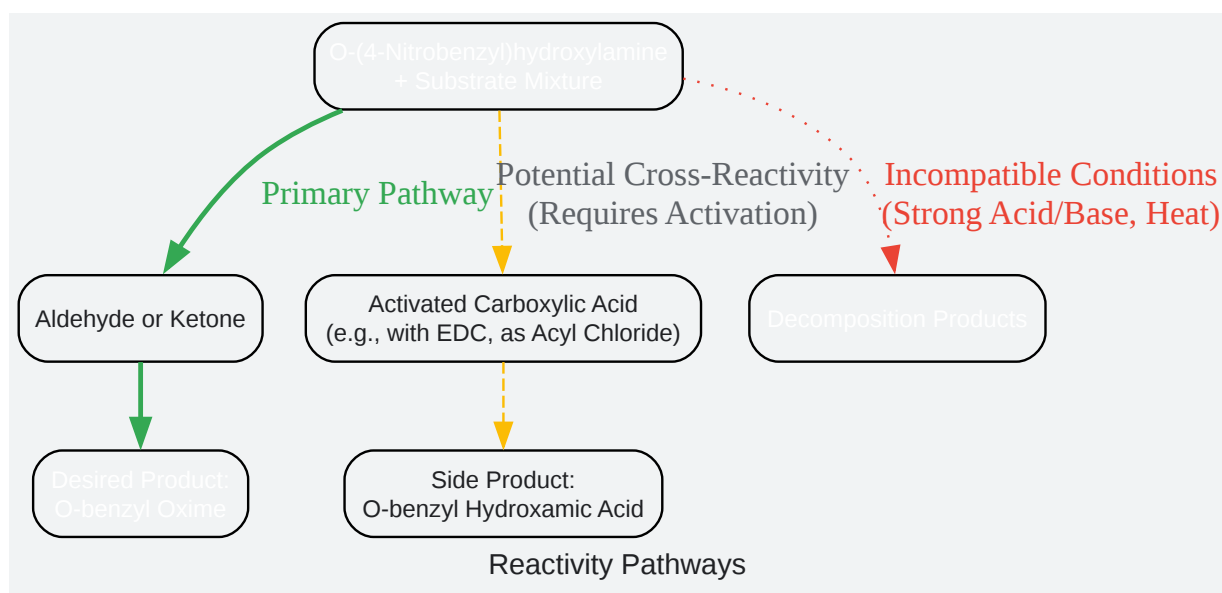 O-(4-Nitrobenzyl)hydroxylamine
+ Substrate Mixture
Primary Pathway
Potential Cross-Reactivity
(Requires Activation)
Incompatible Conditions
(Strong Acid/Base, Heat)
Aldehyde or Ketone
Activated Carboxylic Acid
(e.g., with EDC, as Acyl Chloride)
Decomposition Products
Desired Product:
O-benzyl Oxime
Side Product:
O-benzyl Hydroxamic Acid
Reactivity Pathways